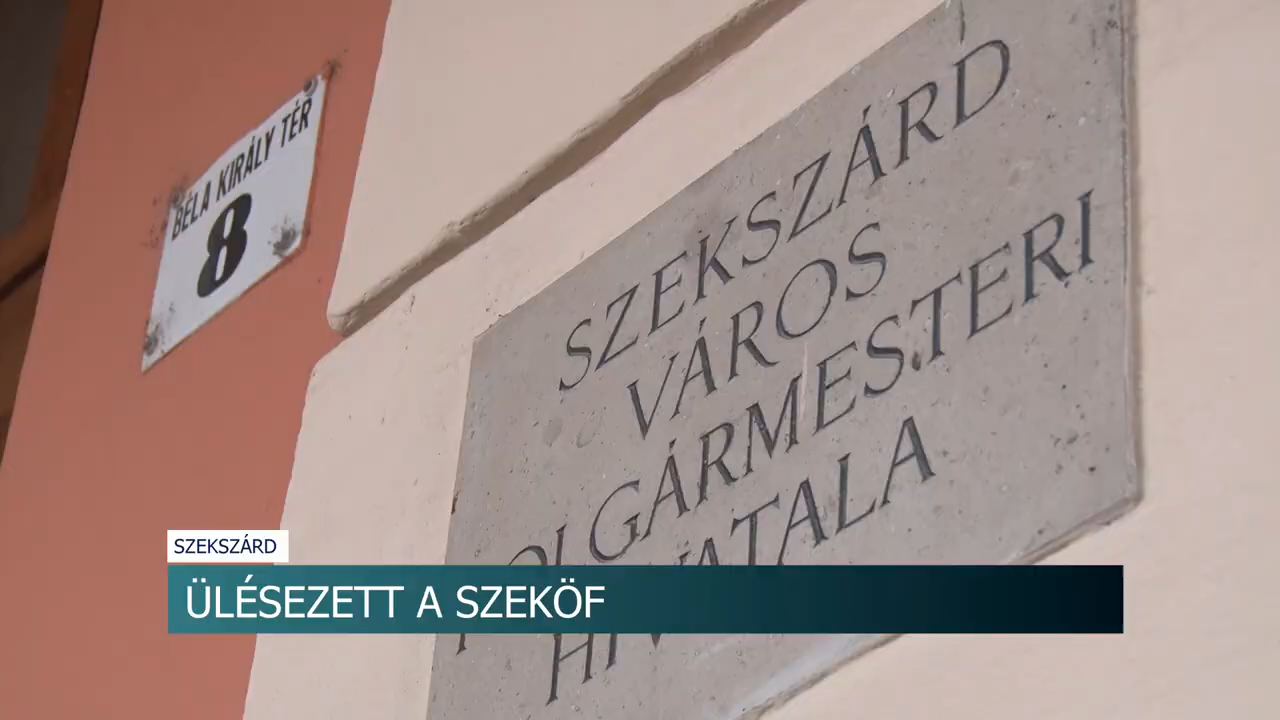 BÉLA KIRÁLY TÉR
8
SZEKSZÁRD
VÁROS
POLGÁRMESTERI
HIVATALA
SZEKSZÁRD
ÜLÉSEZETT A SZEKÖF